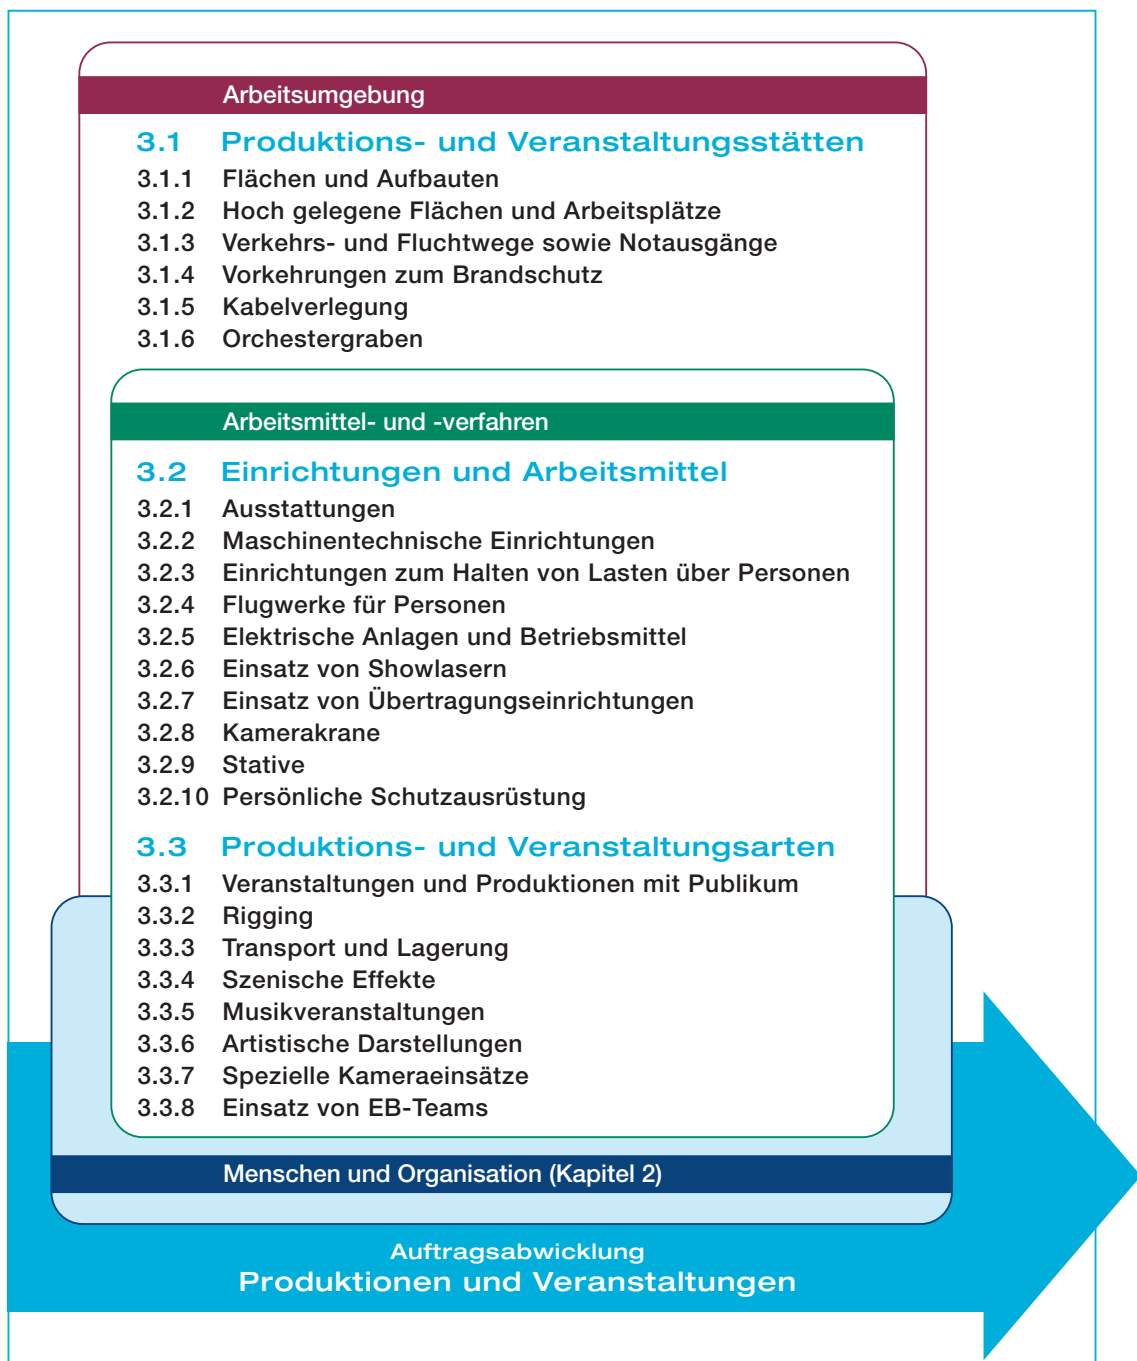 Arbeitsumgebung
3.1 Produktions- und Veranstaltungsstätten
3.1.1 Flächen und Aufbauten
3.1.2 Hoch gelegene Flächen und Arbeitsplätze
3.1.3 Verkehrs- und Fluchtwege sowie Notausgänge
3.1.4 Vorkehrungen zum Brandschutz
3.1.5 Kabelverlegung
3.1.6 Orchestergraben
Arbeitsmittel- und -verfahren
3.2 Einrichtungen und Arbeitsmittel
3.2.1 Ausstattungen
3.2.2 Maschinentechnische Einrichtungen
3.2.3 Einrichtungen zum Halten von Lasten über Personen
3.2.4 Flugwerke für Personen
3.2.5 Elektrische Anlagen und Betriebsmittel
3.2.6 Einsatz von Showlasern
3.2.7 Einsatz von Übertragungseinrichtungen
3.2.8 Kamerakrane
3.2.9 Stative
3.2.10 Persönliche Schutzausrüstung
3.3 Produktions- und Veranstaltungsarten
3.3.1 Veranstaltungen und Produktionen mit Publikum
3.3.2 Rigging
3.3.3 Transport und Lagerung
3.3.4 Szenische Effekte
3.3.5 Musikveranstaltungen
3.3.6 Artistische Darstellungen
3.3.7 Spezielle Kameraeinsätze
3.3.8 Einsatz von EB-Teams
Menschen und Organisation (Kapitel 2)
Auftragsabwicklung
Produktionen und Veranstaltungen